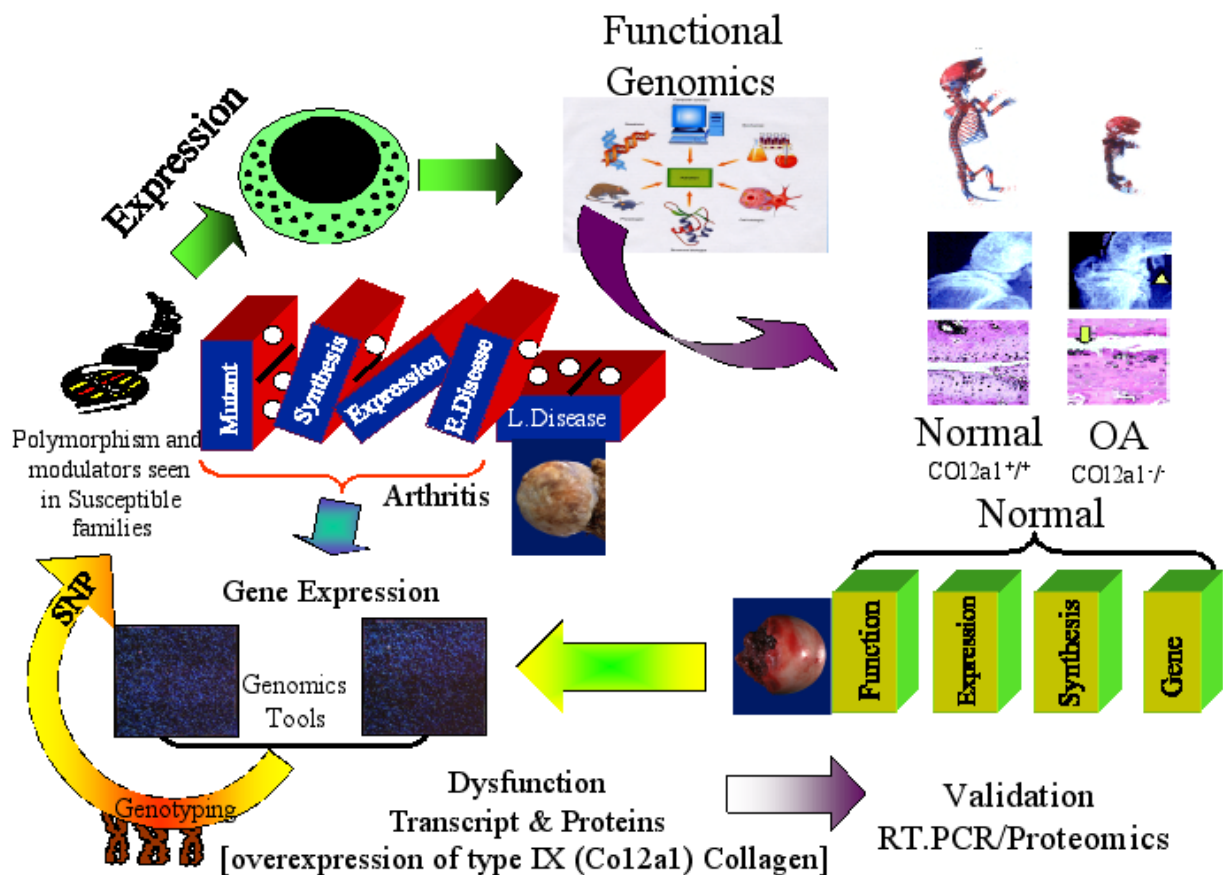 Functional
Genomics
Expression
Mutant
Synthesis
Expression
E.Disease
L.Disease
Polymorphism and
modulators seen
in Susceptible
families
Arthritis
Normal
CO12a1+/+
OA
CO12a1-/-
Normal
Function
Expression
Synthesis
Gene
SNP
Gene Expression
Genomics
Tools
Genotyping
Dysfunction
Transcript & Proteins
[overexpression of type IX (Co12a1) Collagen]
Validation
RT.PCR/Proteomics